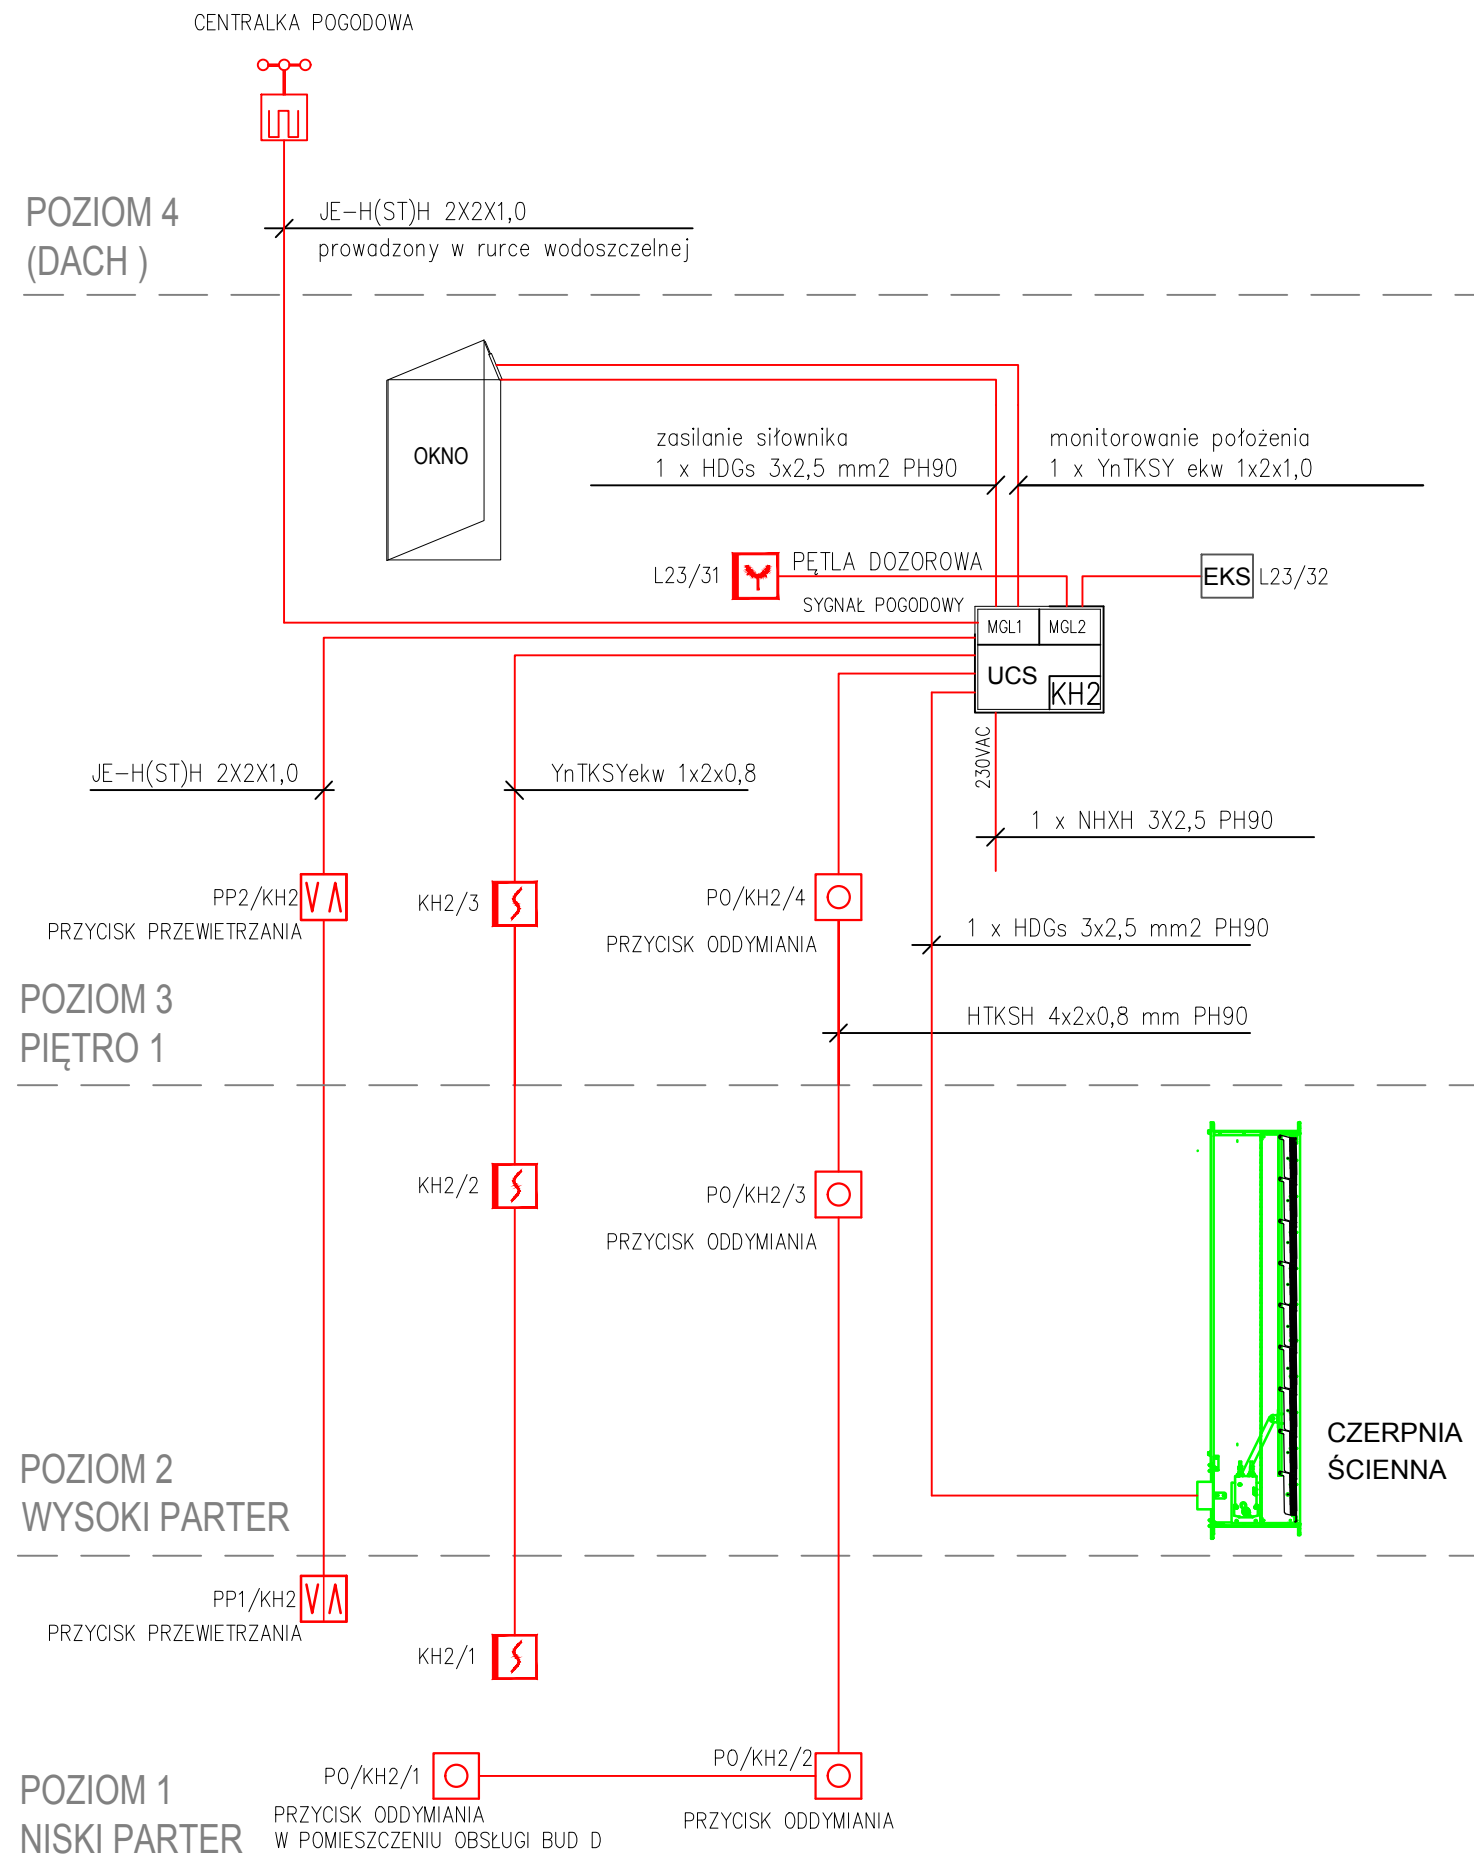 CENTRALKA POGODOWA
POZIOM 4
(DACH )
JE-H(ST)H 2X2X1,0
prowadzony w rurce wodoszczelnej
OKNO
zasilanie siłownika
1 x HDGs 3x2,5 mm2 PH90
monitorowanie położenia
1 x YnTKSY ekw 1x2x1,0
L23/31
PĘTLA DOZOROWA
EKS
L23/32
SYGNAŁ POGODOWY
MGL1
MGL2
UCS
KH2
230VAC
JE-H(ST)H 2X2X1,0
YnTKSYekw 1x2x0,8
1 x NHXH 3X2,5 PH90
PP2/KH2
PRZYCISK PRZEWIETRZANIA
KH2/3
PO/KH2/4
PRZYCISK ODDYMIANIA
1 x HDGs 3x2,5 mm2 PH90
HTKSH 4x2x0,8 mm PH90
POZIOM 3
PIĘTRO 1
KH2/2
PO/KH2/3
PRZYCISK ODDYMIANIA
CZERPNIA
ŚCIENNA
POZIOM 2
WYSOKI PARTER
PP1/KH2
PRZYCISK PRZEWIETRZANIA
KH2/1
PO/KH2/1
PRZYCISK ODDYMIANIA
W POMIESZCZENIU OBSŁUGI BUD D
PO/KH2/2
PRZYCISK ODDYMIANIA
POZIOM 1
NISKI PARTER